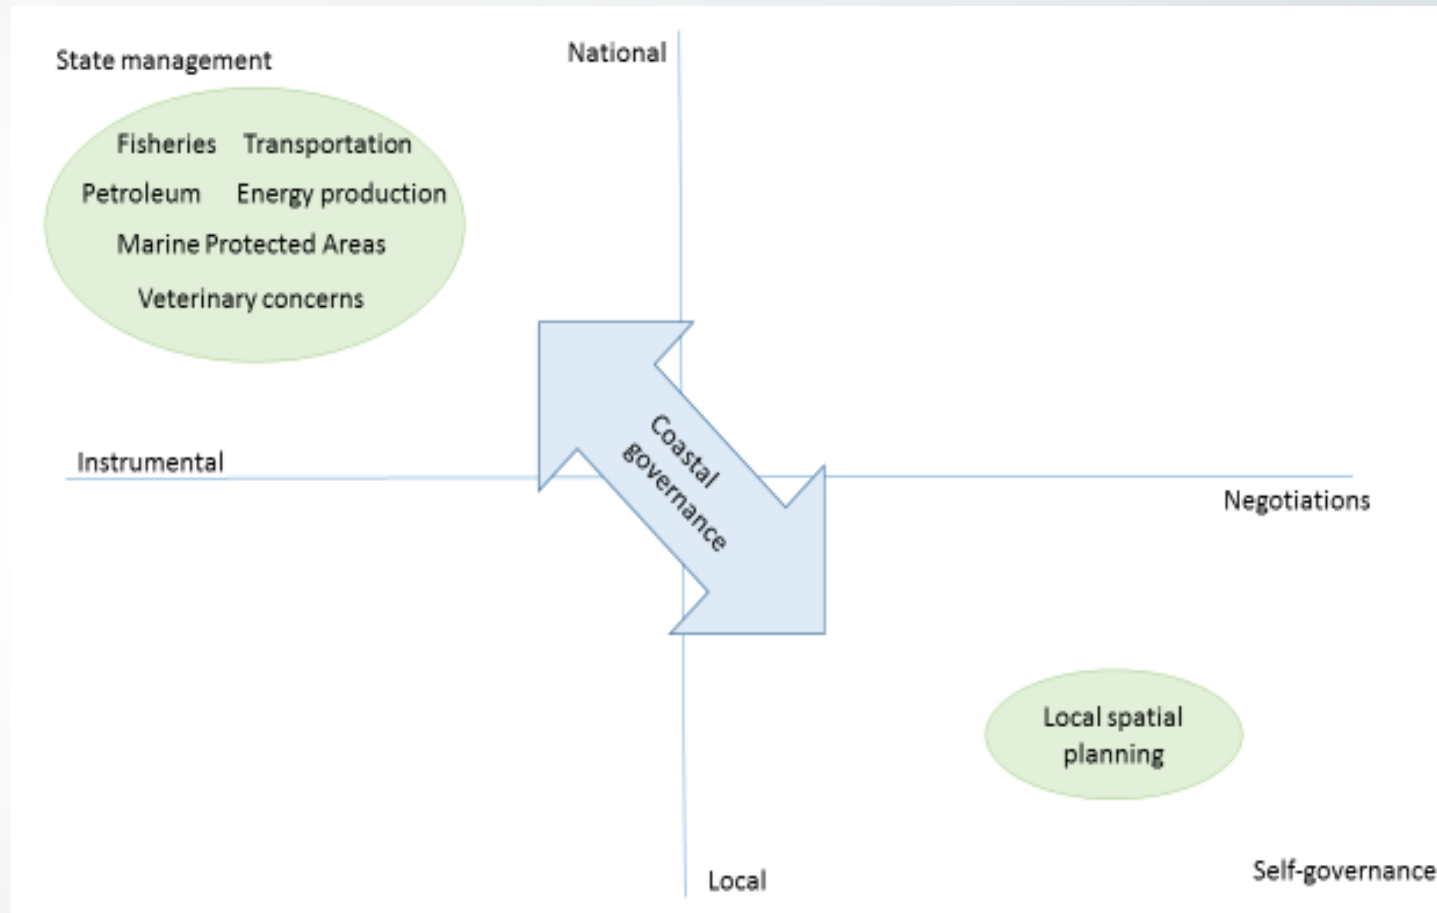 State management
National
Fisheries Transportation
Petroleum Energy production
Marine Protected Areas
Veterinary concerns
Coastal
governance
Instrumental
Negotiations
Local spatial
planning
Local
Self-governance